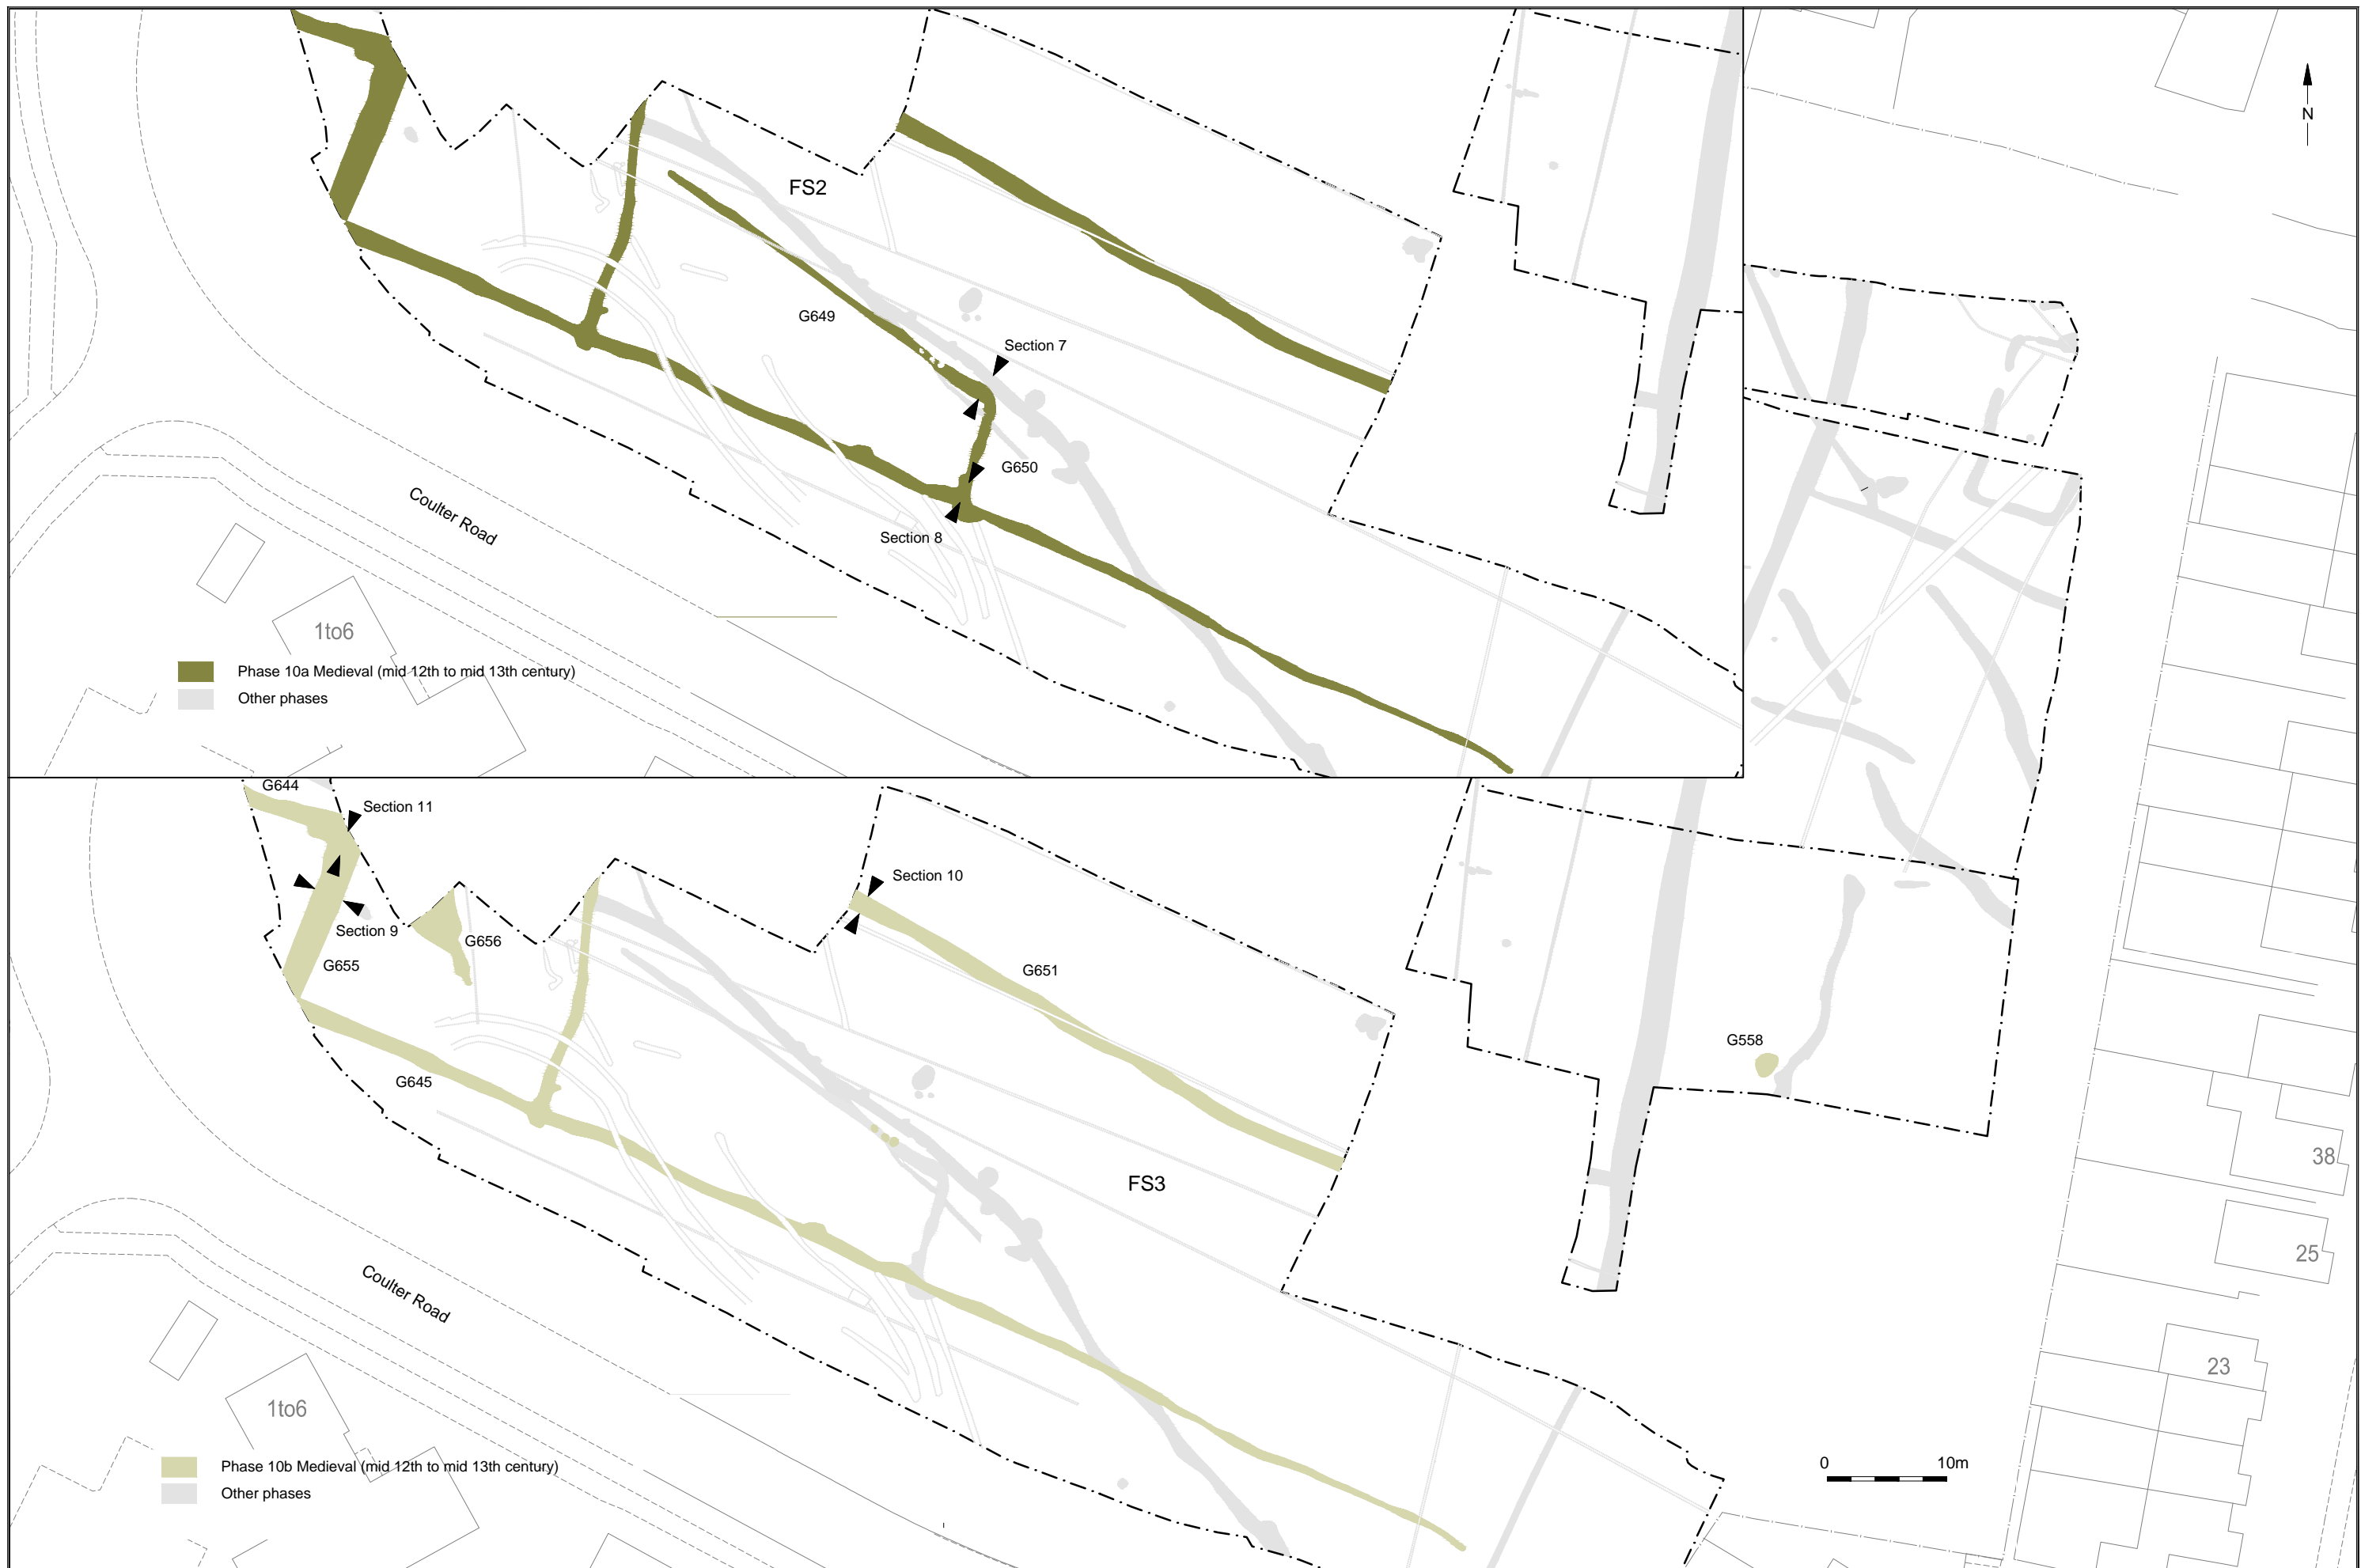 N
FS2
G649
Section 7
G650
Section 8
Coulter Road
1to6
Phase 10a Medieval (mid 12th to mid 13th century)
Other phases
G644
Section 11
Section 10
Section 9
G656
G655
G651
G645
G558
FS3
38
25
23
Coulter Road
1to6
Phase 10b Medieval (mid 12th to mid 13th century)
Other phases
0 10m